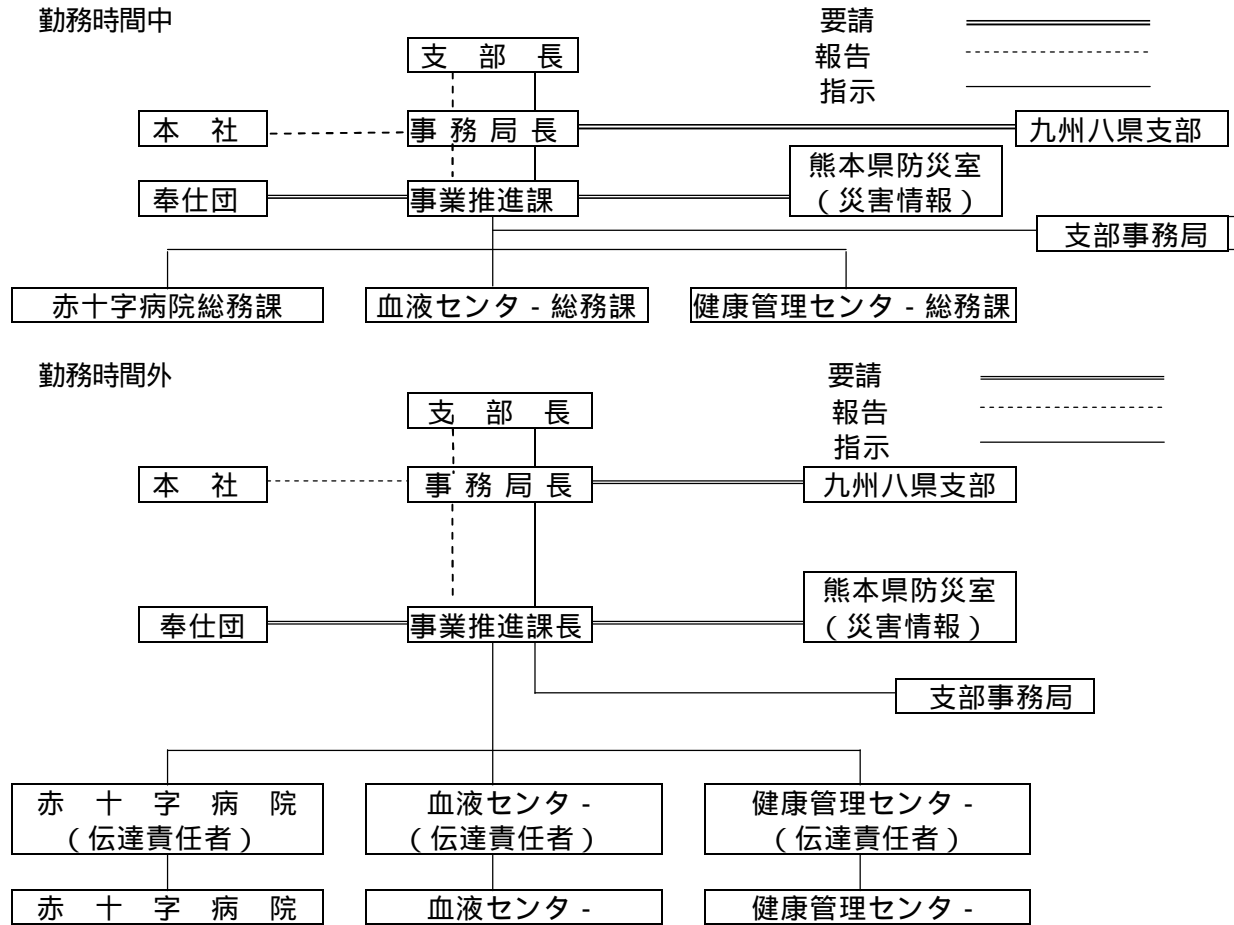 勤務時間中
要請
報告
指示
支 部 長
本 社
事 務 局 長
九州八県支部
奉仕団
事業推進課
熊本県防災室
（災害情報）
支部事務局
赤十字病院総務課
血液センタ-総務課
健康管理センタ-総務課
勤務時間外
要請
報告
指示
支 部 長
本 社
事 務 局 長
九州八県支部
奉仕団
事業推進課長
熊本県防災室
（災害情報）
支部事務局
赤 十 字 病 院
（伝達責任者）
血液センタ-
（伝達責任者）
健康管理センタ-
（伝達責任者）
赤 十 字 病 院
血液センタ-
健康管理センタ-